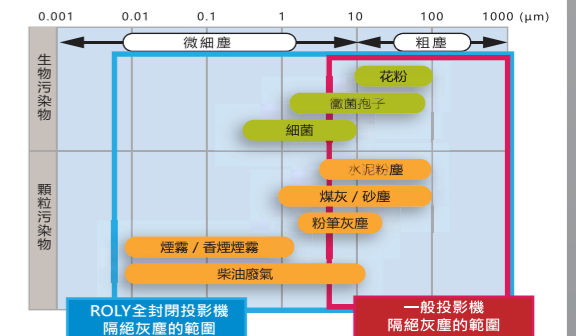 0.001 0.01 0.1 1 10 100 1000 (μm)
微細塵 粗塵
生物污染物
花粉
黴菌孢子
細菌
顆粒污染物
水泥粉塵
煤灰 / 砂塵
粉筆灰塵
煙霧 / 香煙煙霧
柴油廢氣
ROLY全封閉投影機
隔絕灰塵的範圍
一般投影機
隔絕灰塵的範圍